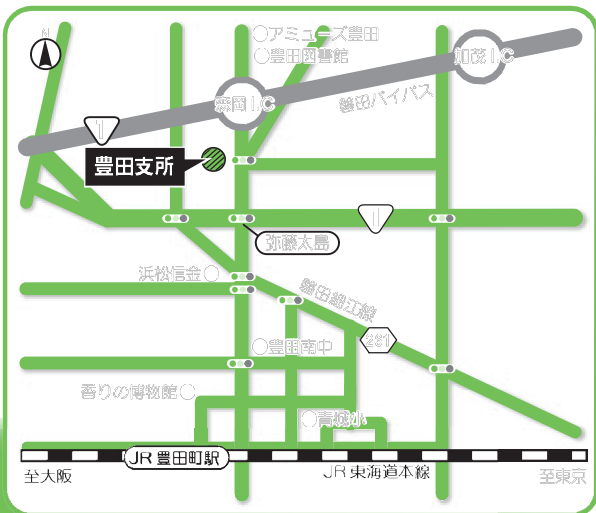 N
○アミューズ豊田
○豊田図書館
加茂I.C
森岡I.C
磐田バイパス
1
豊田支所
1
弥藤太島
浜松信金○
磐田細江線
261
○豊田南中
香りの博物館○
○青城小
JR豊田町駅
JR東海道本線
至大阪
至東京